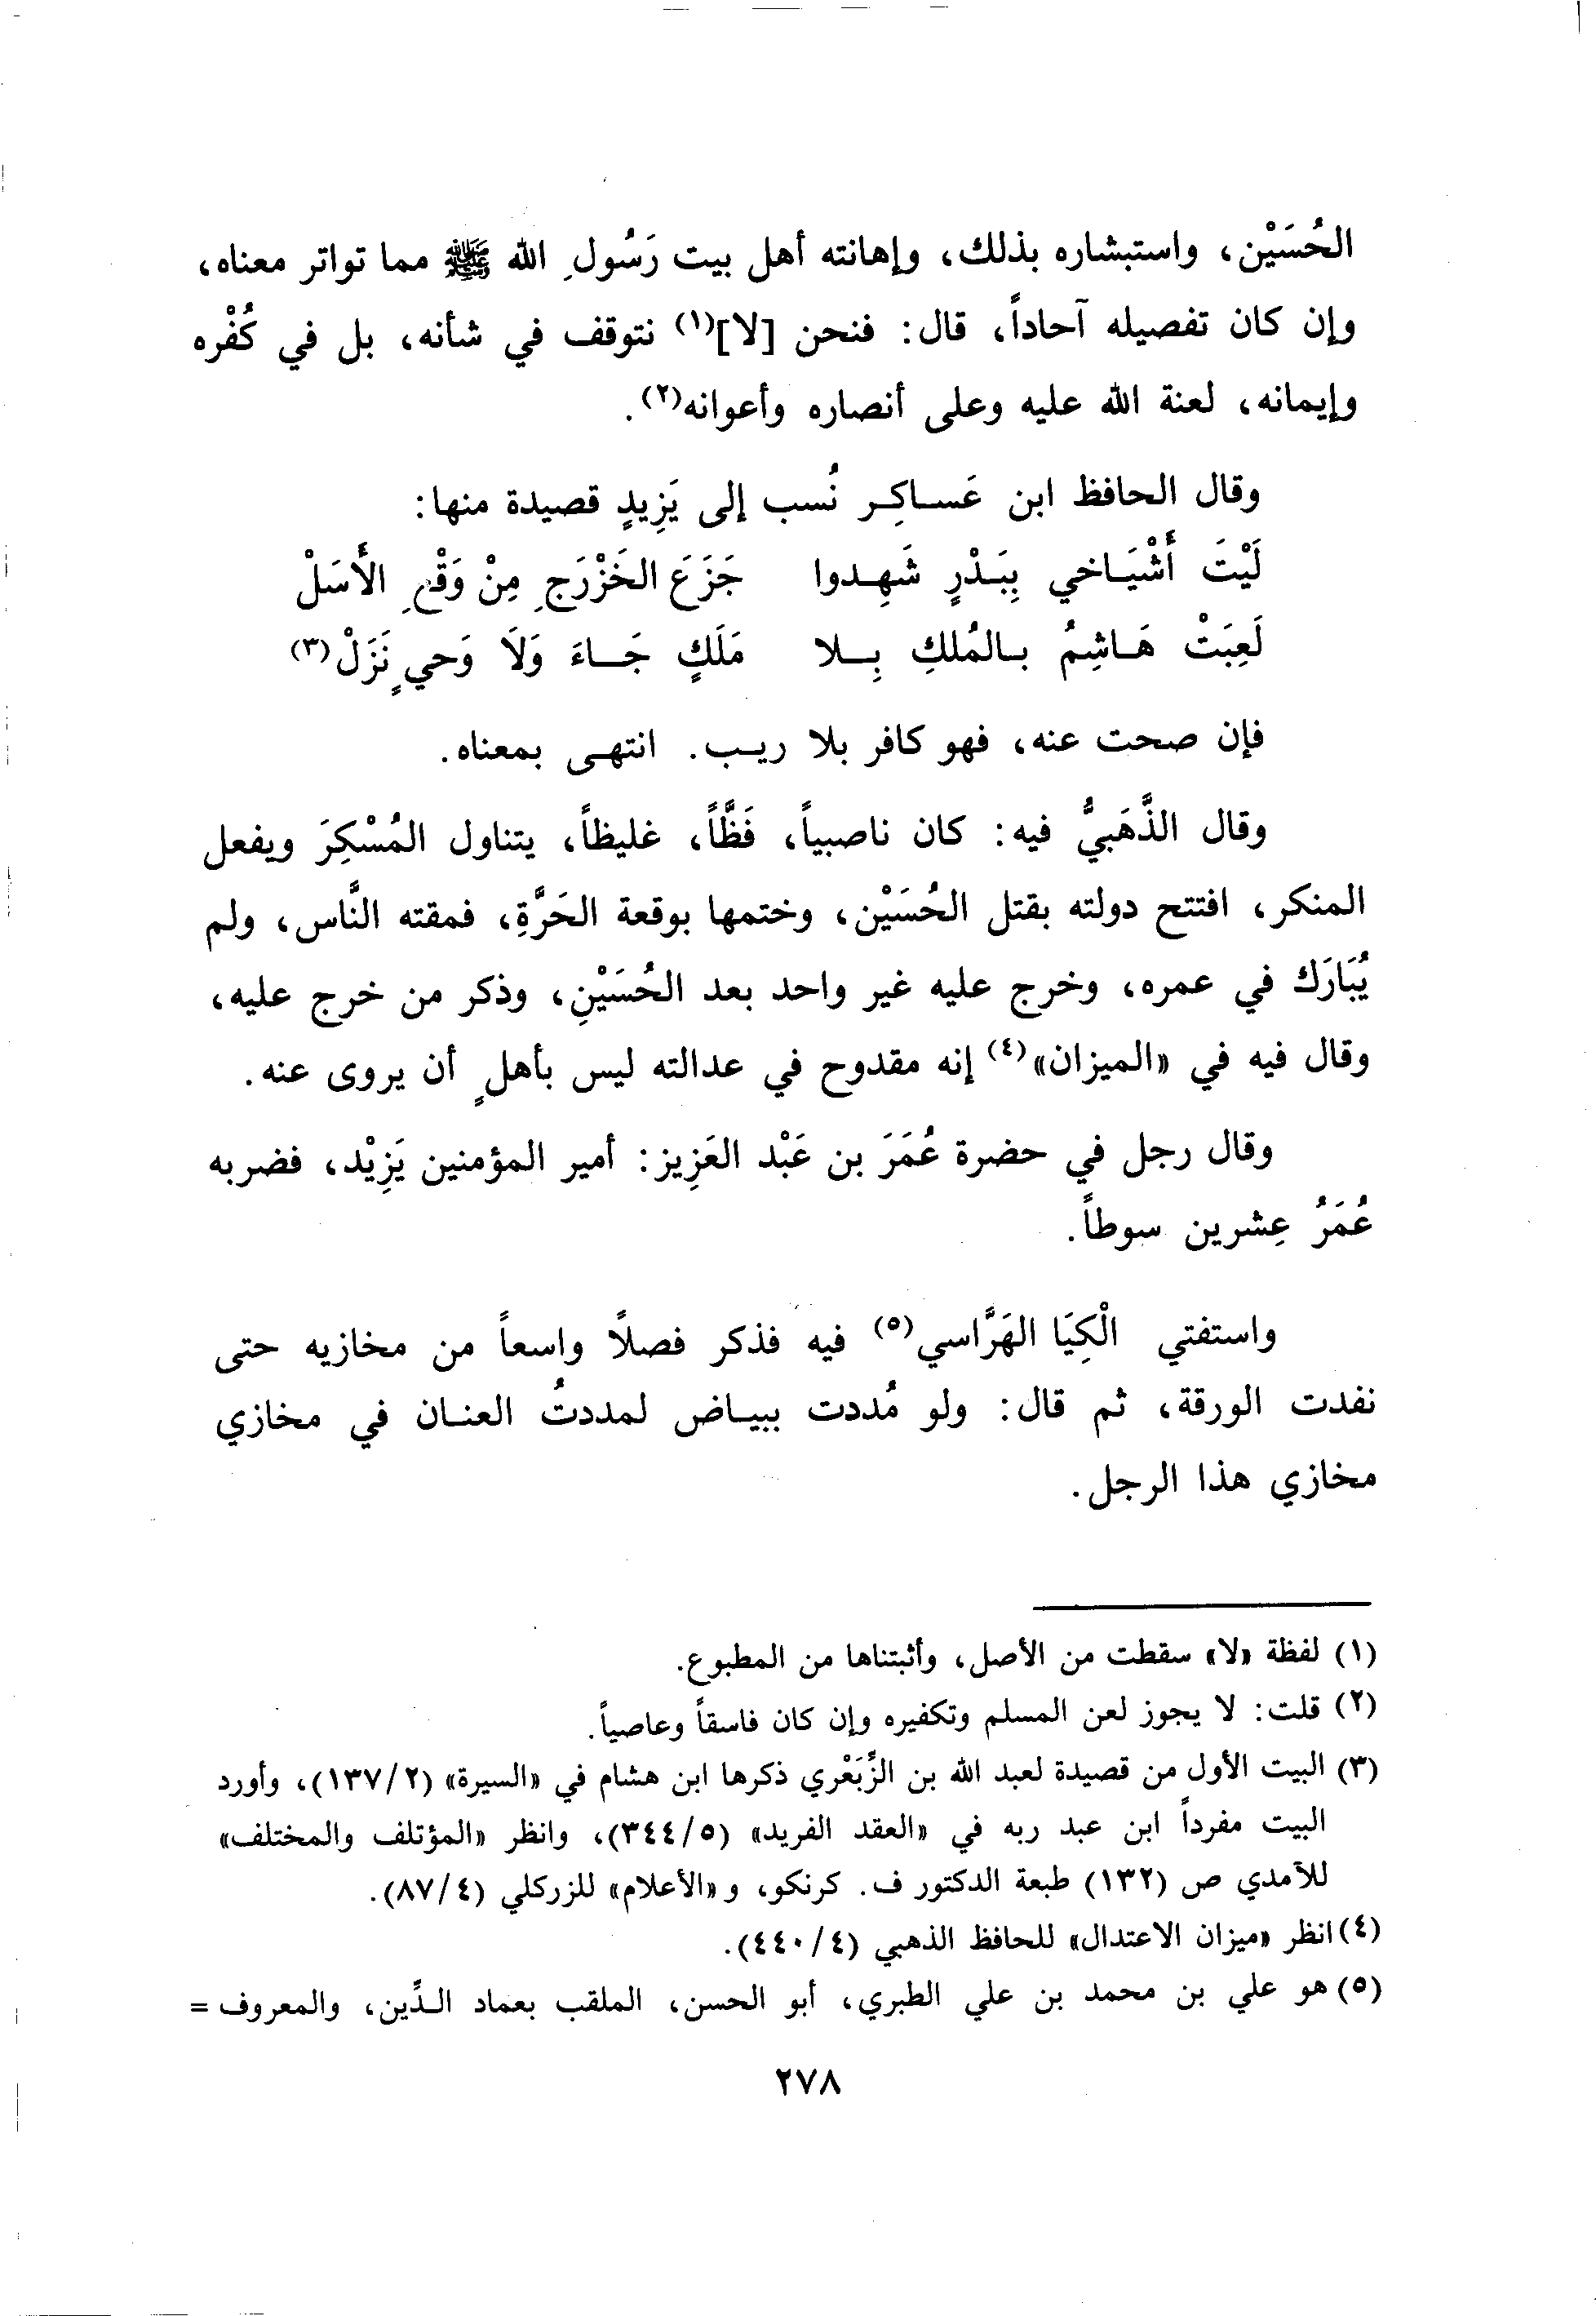 الحُسَيْن، واستبشاره بذلك، وإهانته أهل بيت رَسُولِ الله ﷺ مما تواتر معناه،
وإن كان تفصيله آحاداً، قال: فنحن [لا](١) نتوقف في شأنه، بل في كُفْره
وإيمانه، لعنة الله عليه وعلى أنصاره وأعوانه(٢).
وقال الحافظ ابن عَساكِر نُسب إلى يَزِيدٍ قصيدة منها:
لَيْتَ أَشْيَاخي بِبَدْرٍ شَهِدوا جَزَعَ الخَزْرَجِ مِنْ وَقْعِ الأَسَلْ
لَعِبَتْ هَاشِمُ بالمُلكِ بِلا مَلَكٍ جَاءَ وَلَا وَحيٍ نَزَلْ(٣)
فإن صحت عنه، فهو كافر بلا ريب. انتهى بمعناه.
وقال الذَّهَبيُّ فيه: كان ناصبياً، فَظَّاً، غليظاً، يتناول المُسْكِرَ ويفعل
المنكر، افتتح دولته بقتل الحُسَيْن، وختمها بوقعة الحَرَّةِ، فمقته النَّاس، ولم
يُبَارَك في عمره، وخرج عليه غير واحد بعد الحُسَيْنِ، وذكر من خرج عليه،
وقال فيه في «الميزان»(٤) إنه مقدوح في عدالته ليس بأهلٍ أن يروى عنه.
وقال رجل في حضرة عُمَرَ بن عَبْد العَزِيز: أمير المؤمنين يَزِيْد، فضربه
عُمَرُ عِشرين سوطاً.
واستفتي الْكِيَا الهَرَّاسي(٥) فيه فذكر فصلاً واسعاً من مخازيه حتى
نفدت الورقة، ثم قال: ولو مُددت ببياض لمددتُ العنان في مخازي
مخازي هذا الرجل.
(١) لفظة «لا» سقطت من الأصل، وأثبتناها من المطبوع.
(٢) قلت: لا يجوز لعن المسلم وتكفيره وإن كان فاسقاً وعاصياً.
(٣) البيت الأول من قصيدة لعبد الله بن الزِّبَعْري ذكرها ابن هشام في «السيرة» (١٣٧/٢)، وأورد
البيت مفرداً ابن عبد ربه في «العقد الفريد» (٣٤٤/٥)، وانظر «المؤتلف والمختلف»
للآمدي ص (١٣٢) طبعة الدكتور ف. كرنكو، و«الأعلام» للزركلي (٨٧/٤).
(٤) انظر «ميزان الاعتدال» للحافظ الذهبي (٤٤٠/٤).
(٥) هو علي بن محمد بن علي الطبري، أبو الحسن، الملقب بعماد الدِّين، والمعروف =
٢٧٨